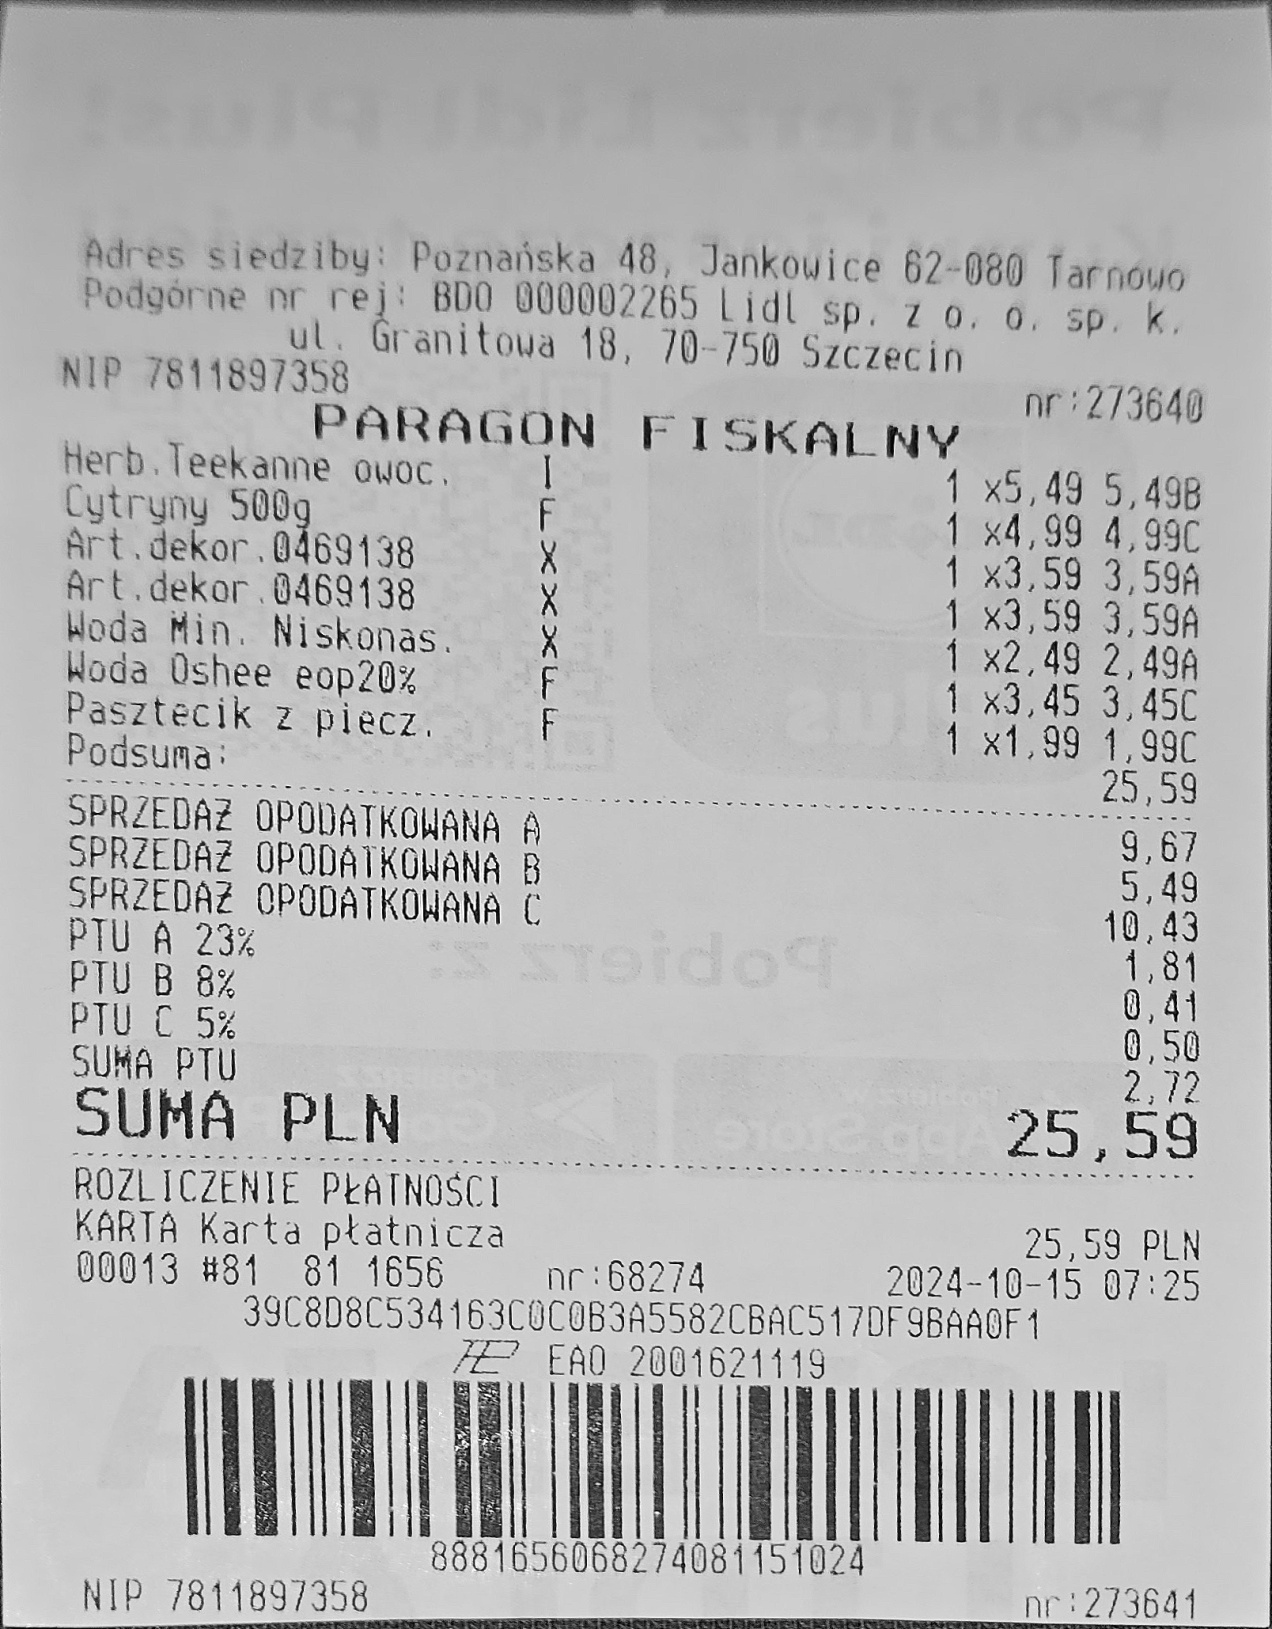 Adres siedziby: Poznańska 48, Jankowice 62-080 Tarnowo
Podgórne nr rej: BDO 000002265 Lidl sp. z o. o. sp. k.
ul. Granitowa 18, 70-750 Szczecin
NIP 7811897358 nr:273640
PARAGON FISKALNY
Herb.Teekanne owoc. I 1 x5,49 5,49B
Cytryny 500g F 1 x4,99 4,99C
Art.dekor.0469138 X 1 x3,59 3,59A
Art.dekor.0469138 X 1 x3,59 3,59A
Woda Min. Niskonas. X 1 x2,49 2,49A
Woda Oshee eop20% F 1 x3,45 3,45C
Pasztecik z piecz. F 1 x1,99 1,99C
Podsuma: 25,59
SPRZEDAŻ OPODATKOWANA A 9,67
SPRZEDAŻ OPODATKOWANA B 5,49
SPRZEDAŻ OPODATKOWANA C 10,43
PTU A 23% 1,81
PTU B 8% 0,41
PTU C 5% 0,50
SUMA PTU 2,72
SUMA PLN 25,59
ROZLICZENIE PŁATNOŚCI
KARTA Karta płatnicza 25,59 PLN
00013 #81 81 1656 nr:68274 2024-10-15 07:25
39C8D8C534163C0C0B3A5582CBAC517DF9BAA0F1
EAO 2001621119
8881656068274081151024
NIP 7811897358 nr:273641